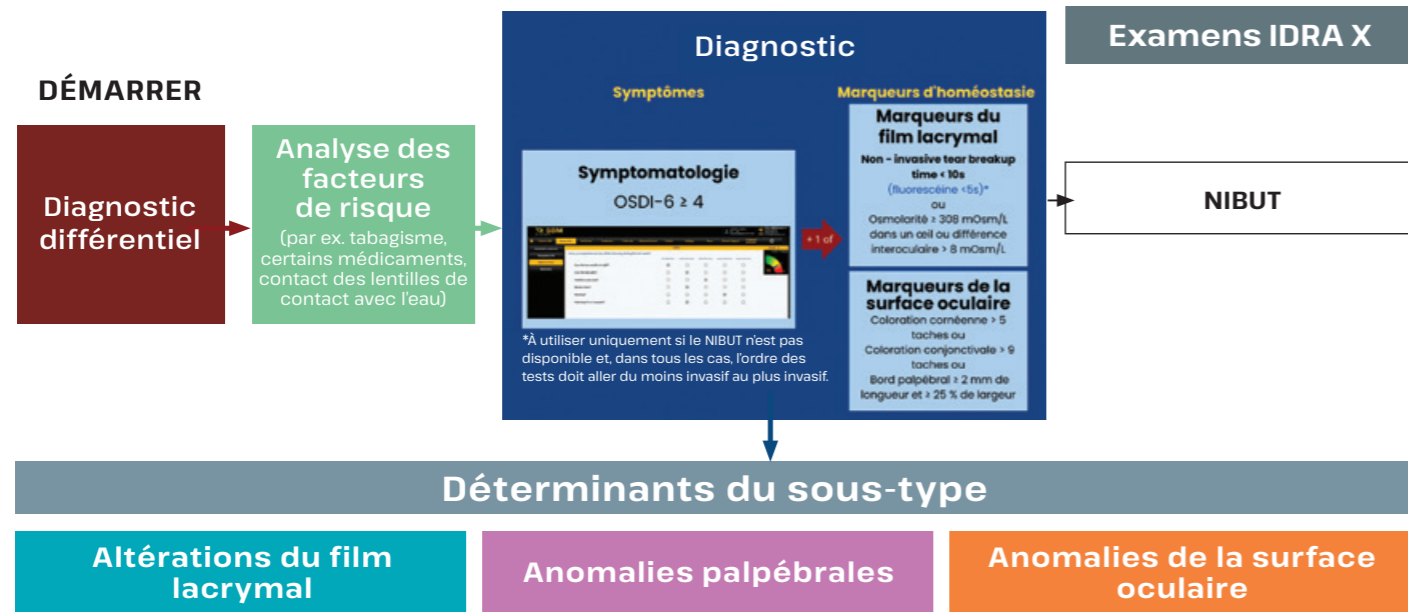 DÉMARRER
Diagnostic
différentiel
Analyse des
facteurs
de risque
(par ex. tabagisme,
certains médicaments,
contact des lentilles de
contact avec l'eau)
Diagnostic
Symptômes
Symptomatologie
OSDI-6 ≥ 4
*À utiliser uniquement si le NIBUT n'est pas
disponible et, dans tous les cas, l'ordre des
tests doit aller du moins invasif au plus invasif.
+ 1 of
Marqueurs d'homéostasie
Marqueurs du
film lacrymal
Non - invasive tear breakup
time < 10s
(fluorescéine <5s)*
ou
Osmolarité ≥ 308 mOsm/L
dans un œil ou différence
interoculaire > 8 mOsm/L
Marqueurs de la
surface oculaire
Coloration cornéenne > 5
taches ou
Coloration conjonctivale > 9
taches ou
Bord palpébral ≥ 2 mm de
longueur et ≥ 25 % de largeur
Examens IDRA X
NIBUT
Déterminants du sous-type
Altérations du film
lacrymal
Anomalies palpébrales
Anomalies de la surface
oculaire